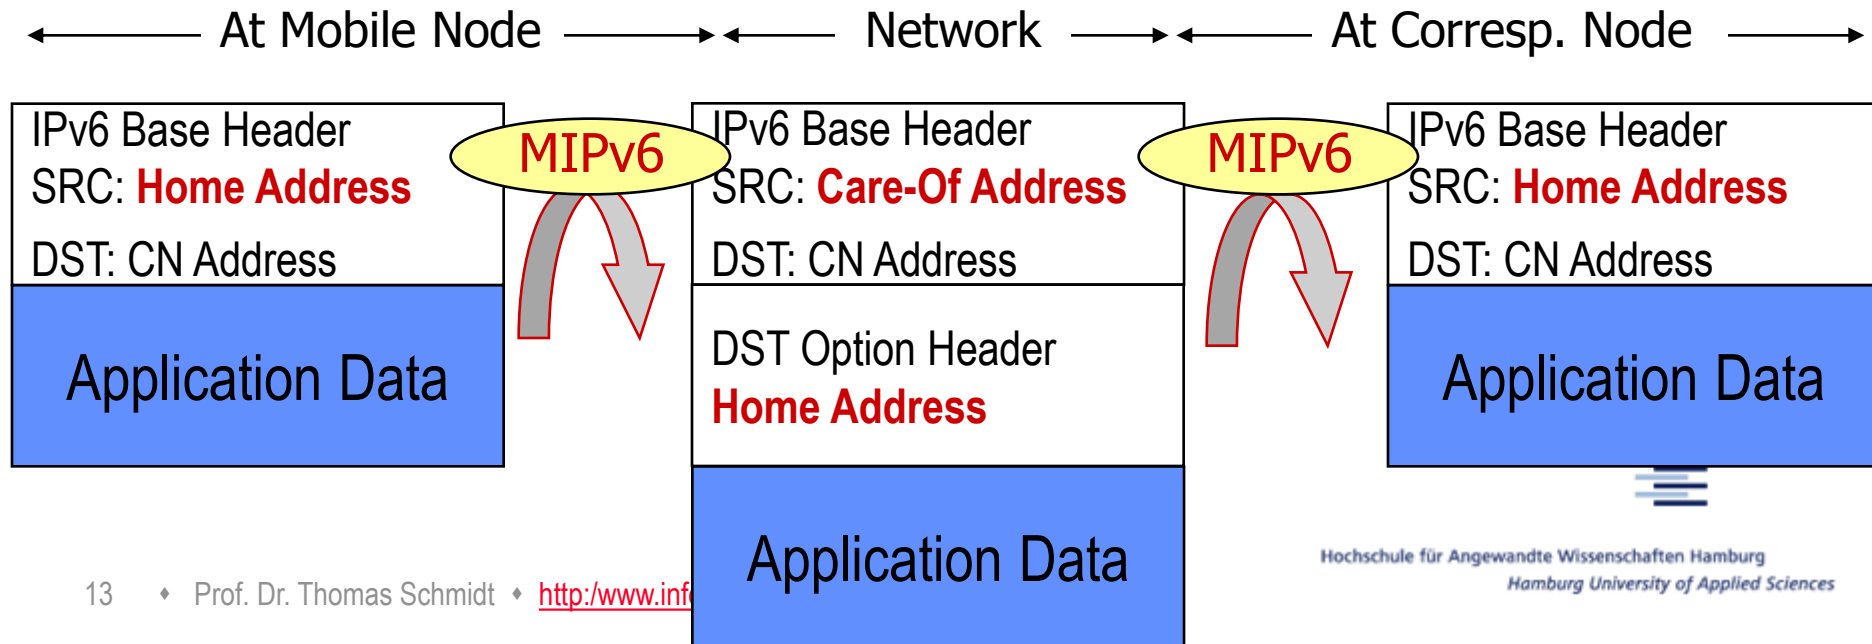 At Mobile Node
Network
At Corresp. Node
IPv6 Base Header
SRC: Home Address
DST: CN Address
Application Data
MIPv6
IPv6 Base Header
SRC: Care-Of Address
DST: CN Address
DST Option Header
Home Address
Application Data
MIPv6
IPv6 Base Header
SRC: Home Address
DST: CN Address
Application Data
Hochschule für Angewandte Wissenschaften Hamburg
Hamburg University of Applied Sciences
13 • Prof. Dr. Thomas Schmidt • http:/www.inf